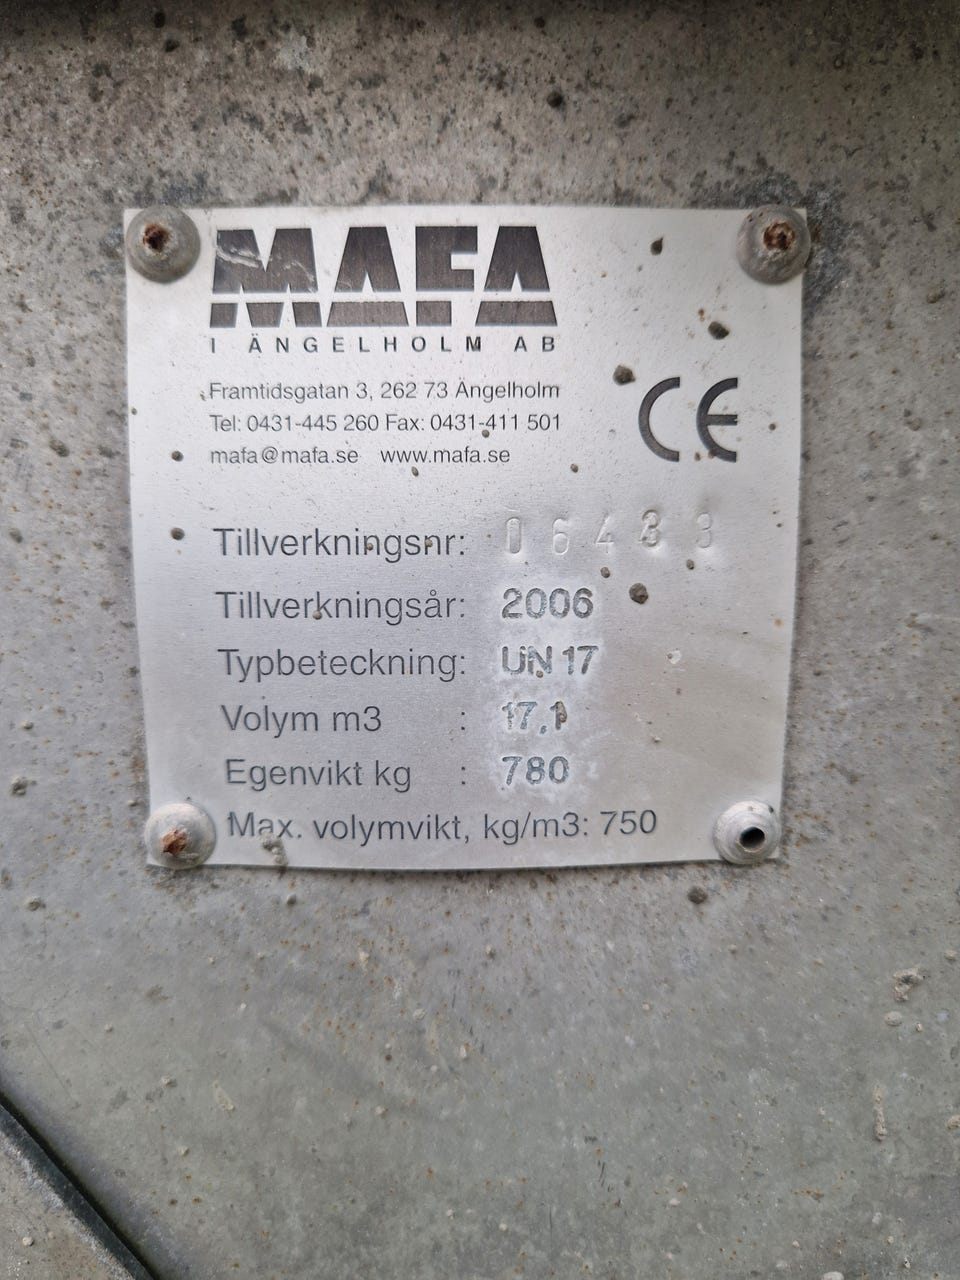 MAFA
I ÄNGELHOLM AB
Framtidsgatan 3, 262 73 Ängelholm
Tel: 0431-445 260 Fax: 0431-411 501
mafa@mafa.se www.mafa.se
CE
Tillverkningsnr: 06433
Tillverkningsår: 2006
Typbeteckning: UN 17
Volym m3 : 17,1
Egenvikt kg : 780
Max. volymvikt, kg/m3: 750